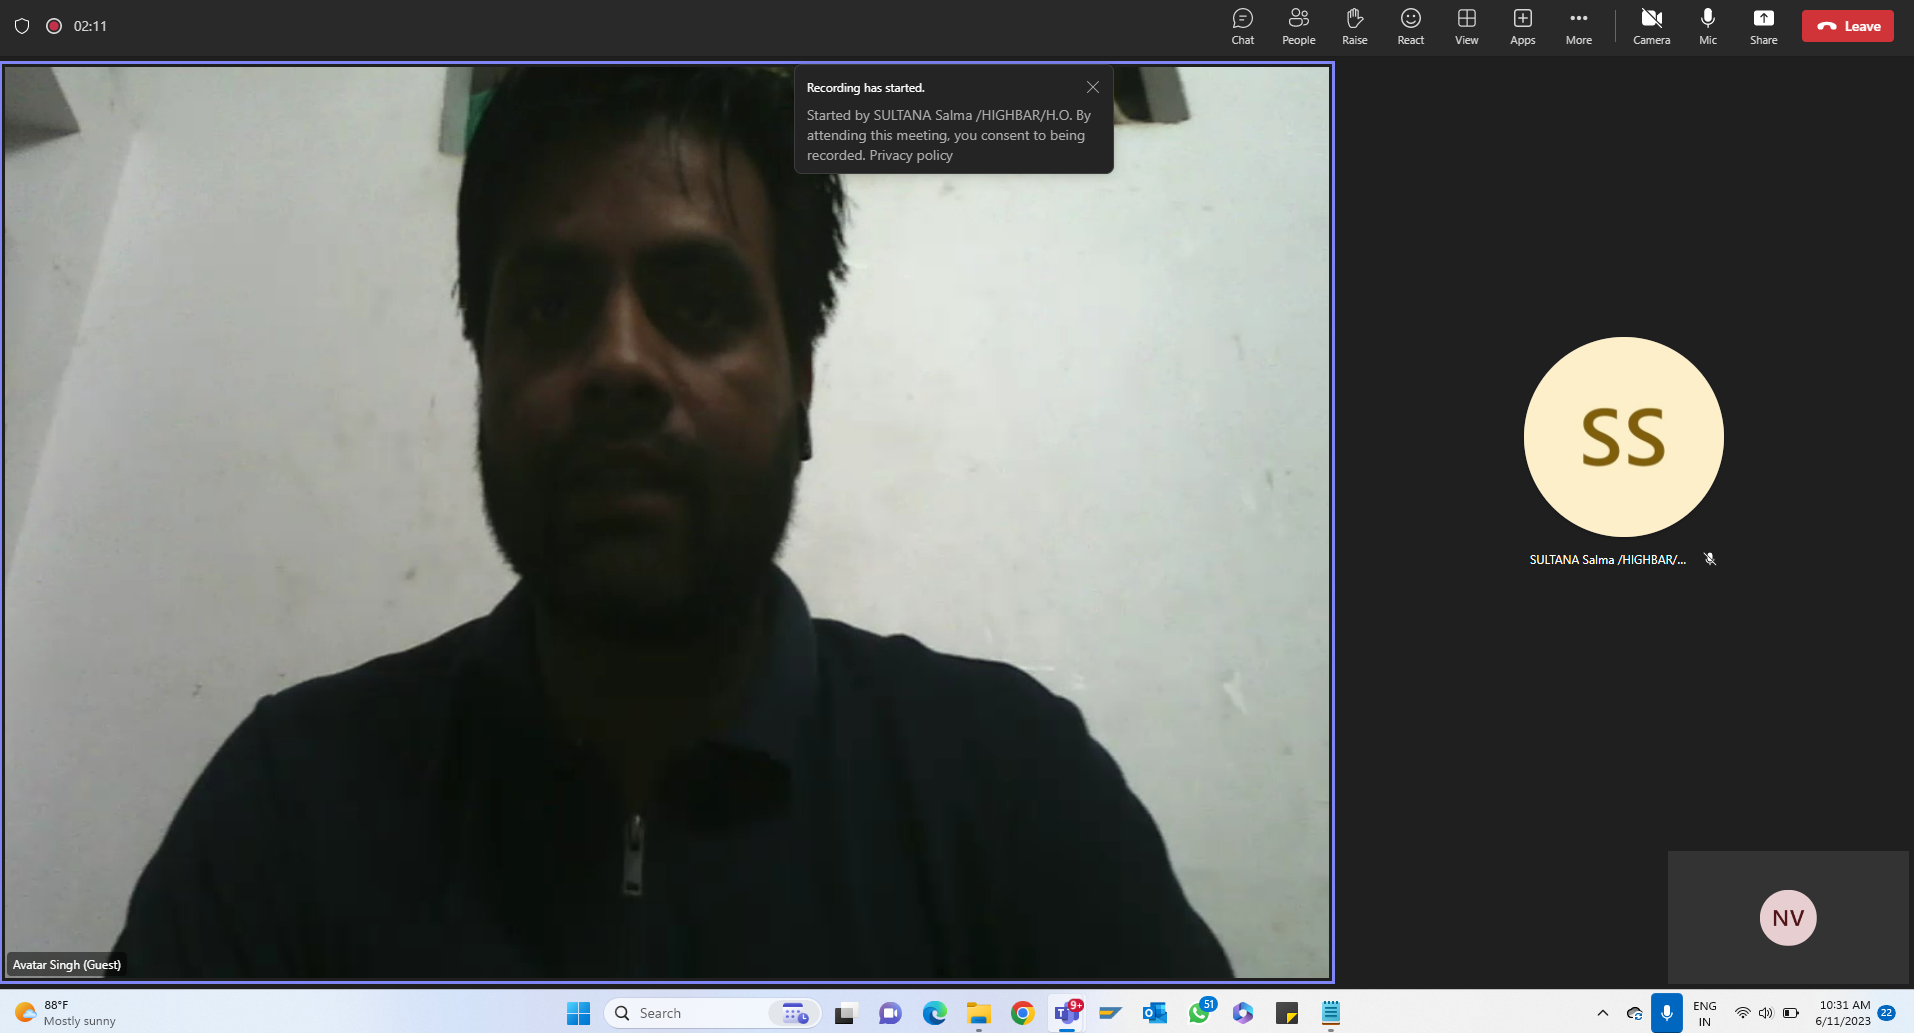 02:11
Chat
People
Raise
React
View
Apps
More
Camera
Mic
Share
Leave
Recording has started.
Started by SULTANA Salma /HIGHBAR/H.O. By
attending this meeting, you consent to being
recorded. Privacy policy
SS
SULTANA Salma /HIGHBAR/...
NV
Avatar Singh (Guest)
88°F
Mostly sunny
Search
T
9+
51
ENG
IN
10:31 AM
6/11/2023
22